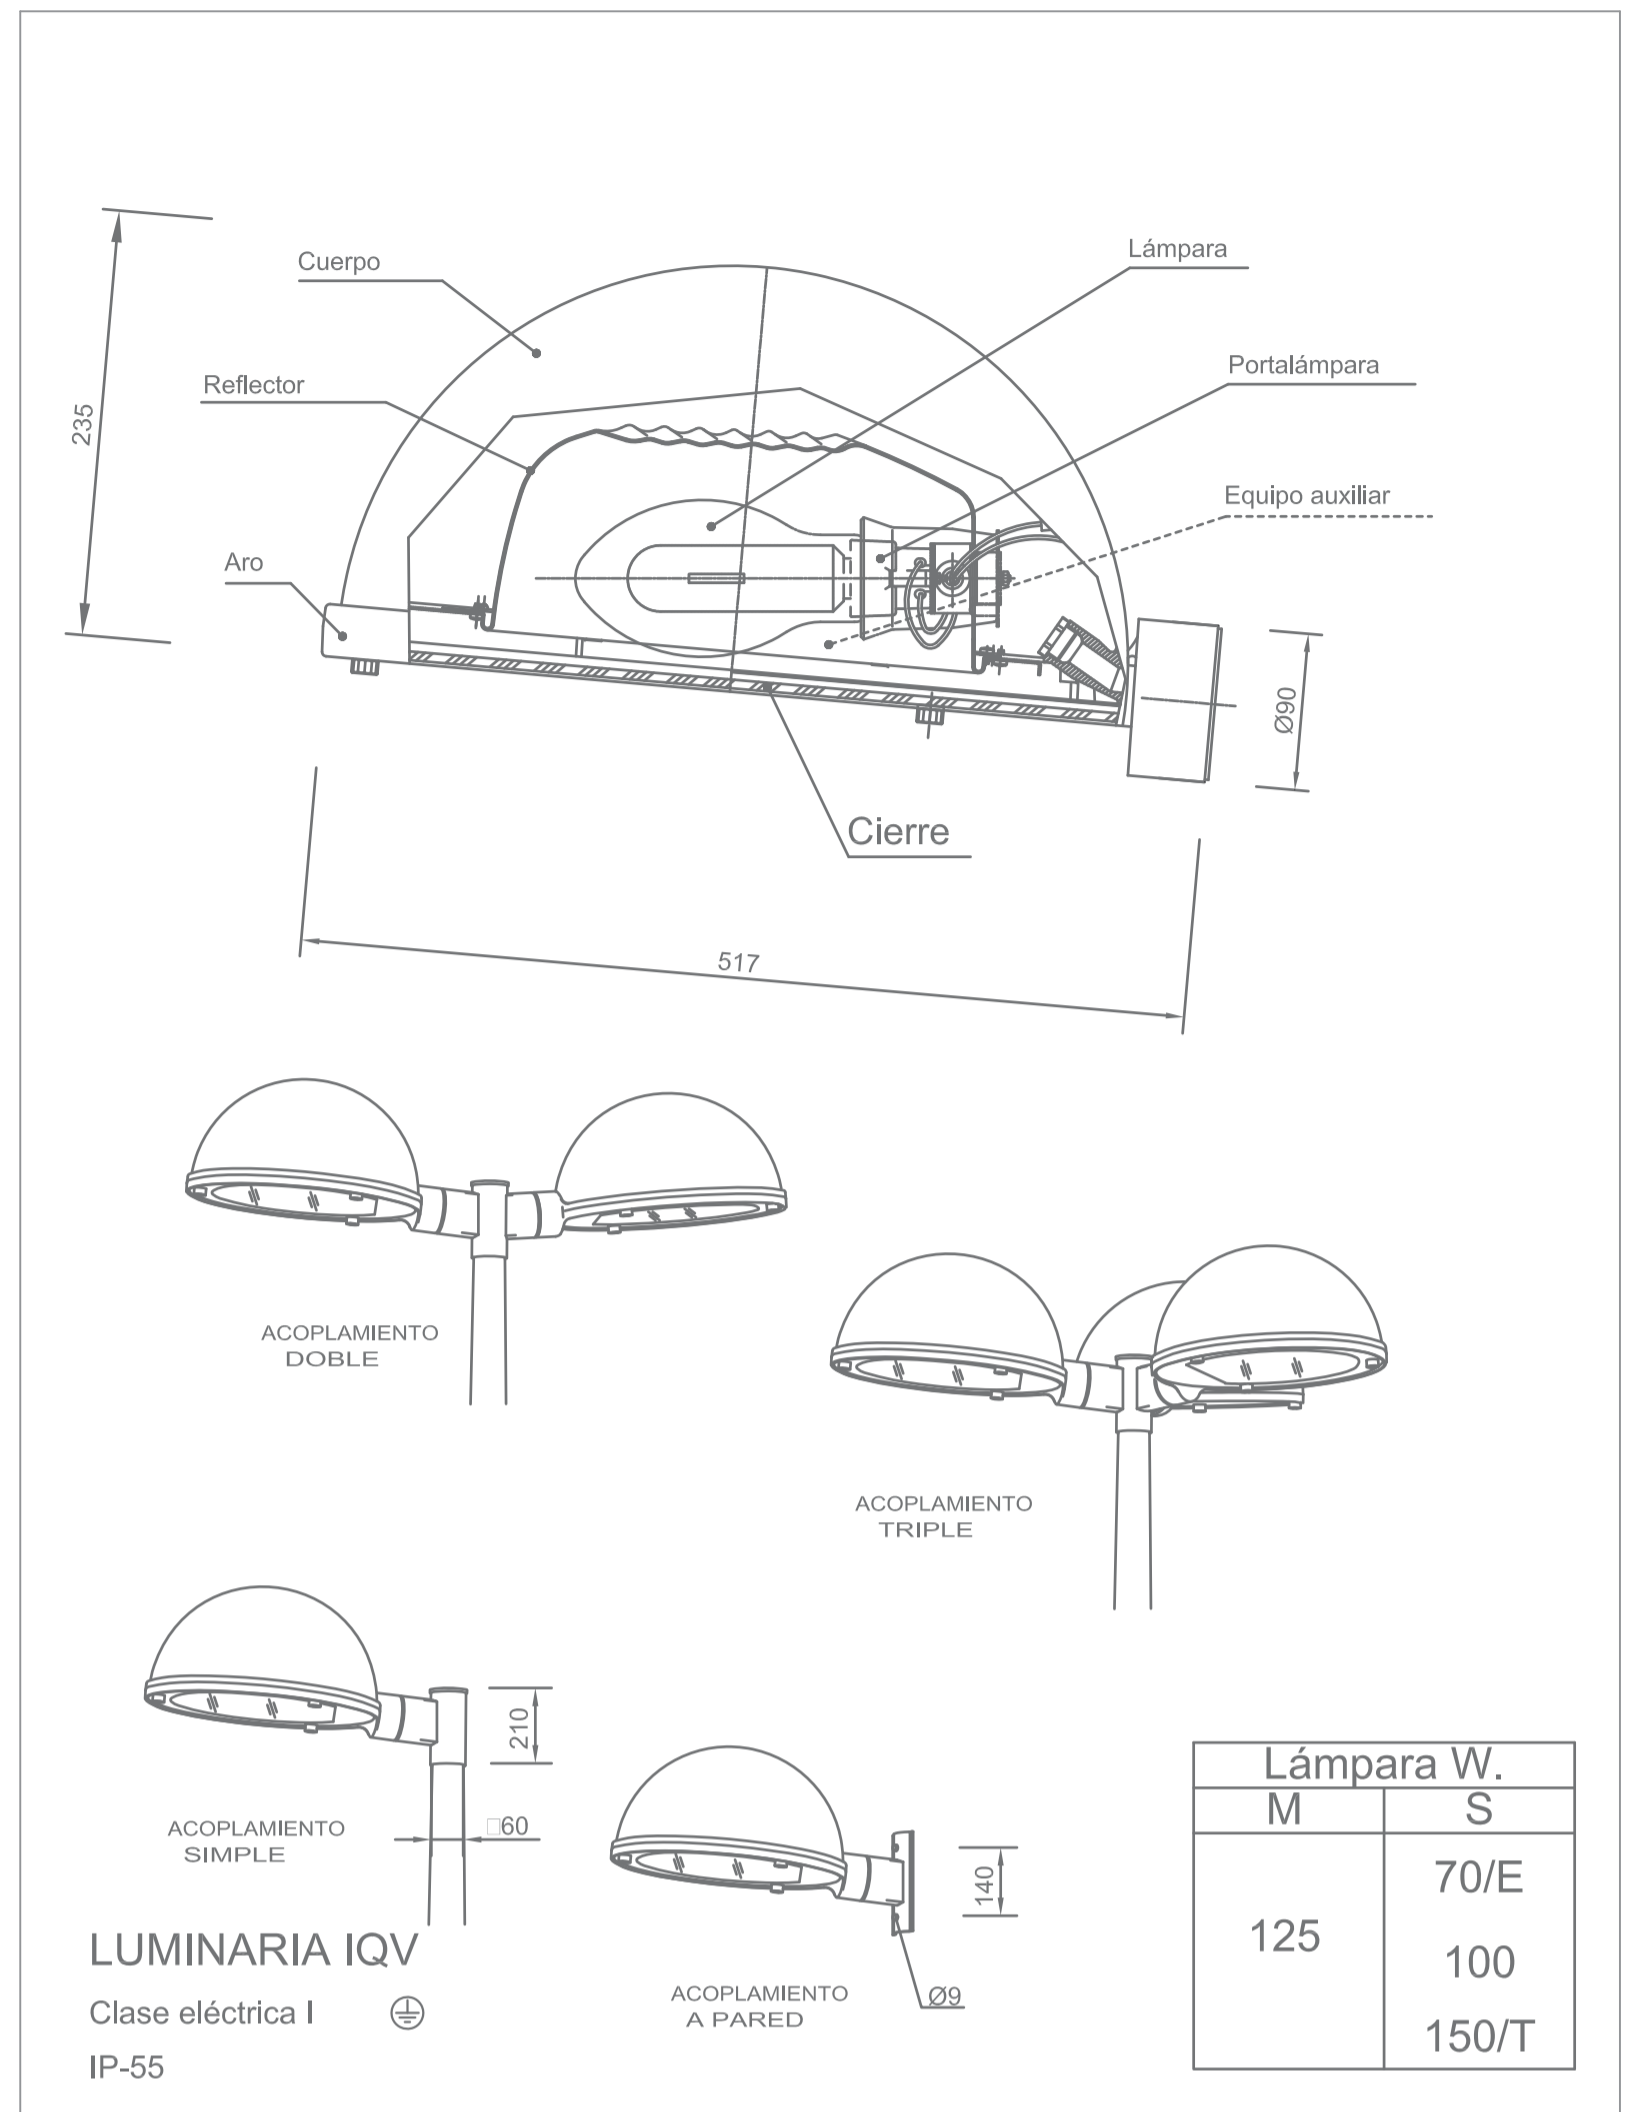 Cuerpo
Lámpara
Reflector
Portalámpara
235
Equipo auxiliar
Aro
Ø90
Cierre
517
ACOPLAMIENTO
DOBLE
ACOPLAMIENTO
TRIPLE
210
□60
ACOPLAMIENTO
SIMPLE
140
Ø9
ACOPLAMIENTO
A PARED
LUMINARIA IQV
Clase eléctrica I
IP-55
Lámpara W.
M S
125
70/E
100
150/T